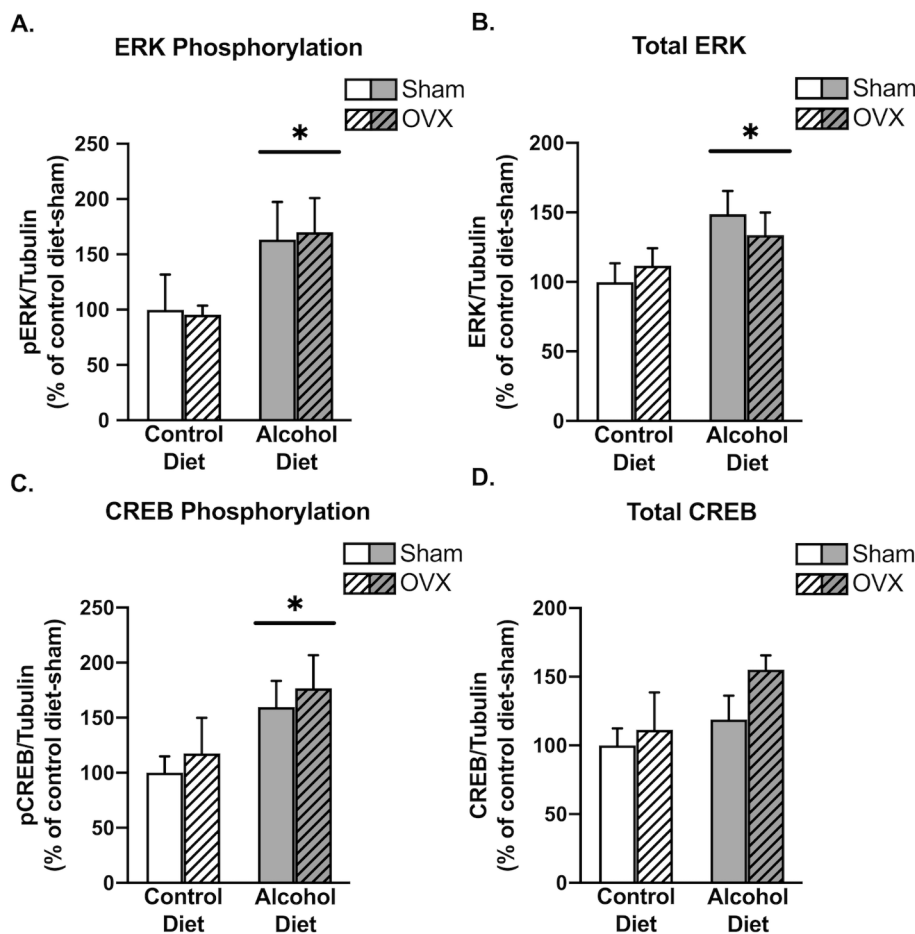 A.
ERK Phosphorylation
Sham
OVX
*
pERK/Tubulin
(% of control diet-sham)
250
200
150
100
50
0
Control Diet
Alcohol Diet
B.
Total ERK
Sham
OVX
*
ERK/Tubulin
(% of control diet-sham)
200
150
100
50
0
Control Diet
Alcohol Diet
C.
CREB Phosphorylation
Sham
OVX
*
pCREB/Tubulin
(% of control diet-sham)
250
200
150
100
50
0
Control Diet
Alcohol Diet
D.
Total CREB
Sham
OVX
CREB/Tubulin
(% of control diet-sham)
200
150
100
50
0
Control Diet
Alcohol Diet